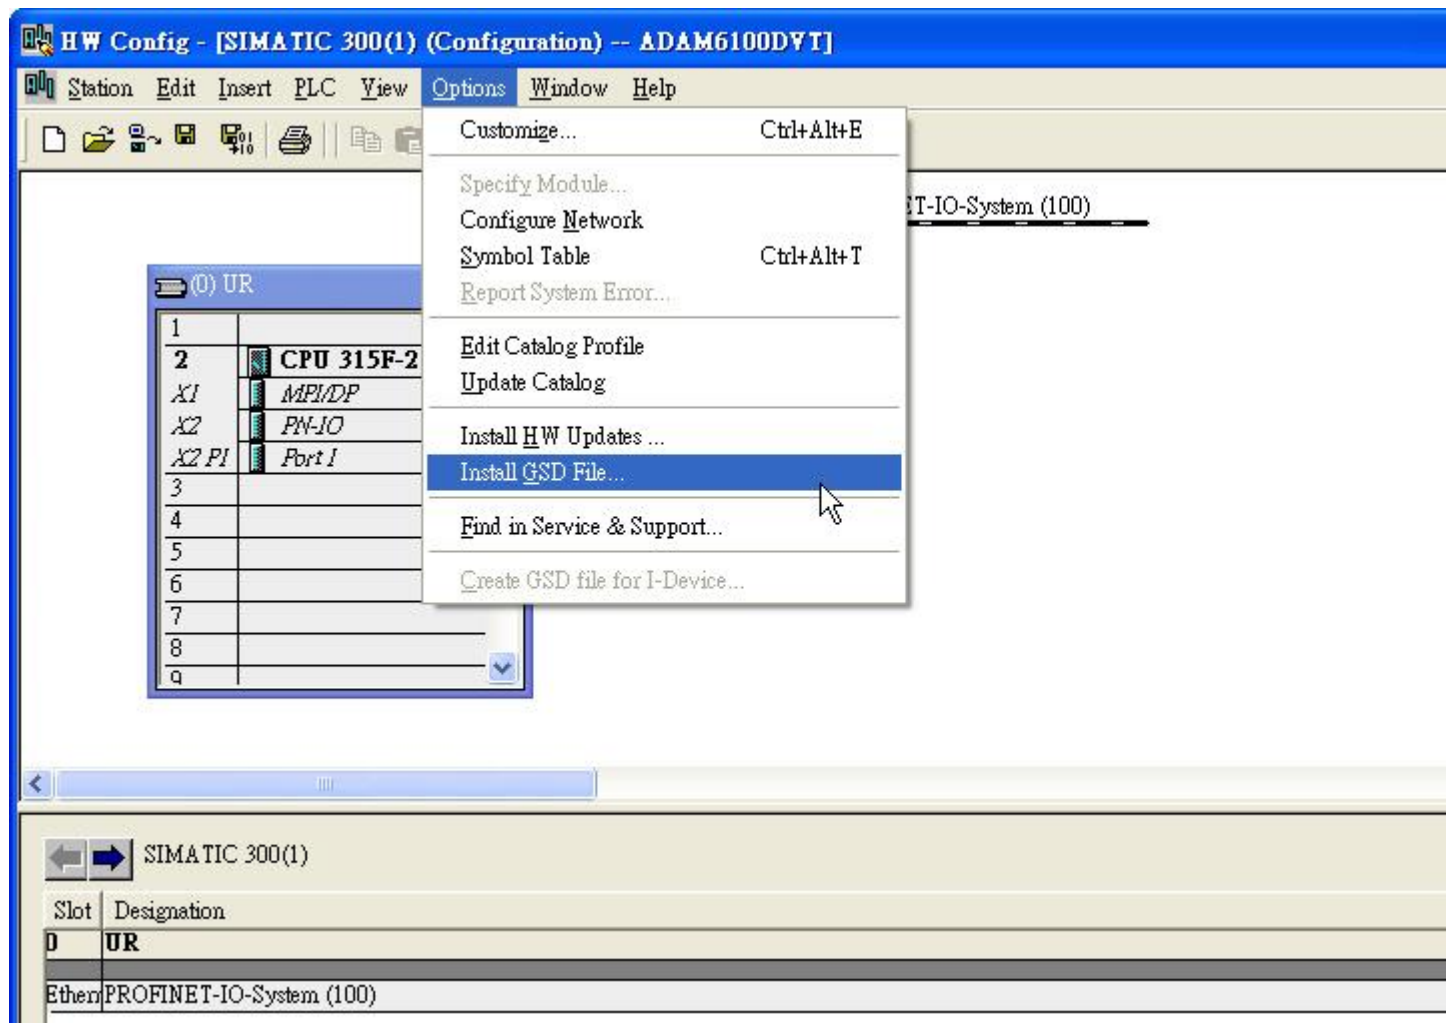 HW Config - [SIMATIC 300(1) (Configuration) -- ADAM6100DVT]
Station Edit Insert PLC View Options Window Help
Customize... Ctrl+Alt+E
Specify Module...
Configure Network
Symbol Table Ctrl+Alt+T
Report System Error...
Edit Catalog Profile
Update Catalog
Install HW Updates ...
Install GSD File...
Find in Service & Support...
Create GSD file for I-Device...
ET-IO-System (100)
(0) UR
1
2 CPU 315F-2
X1 MPI/DP
X2 PN-IO
X2 P1 Port 1
3
4
5
6
7
8
9
SIMATIC 300(1)
Slot Designation
0 UR
Ethern PROFINET-IO-System (100)